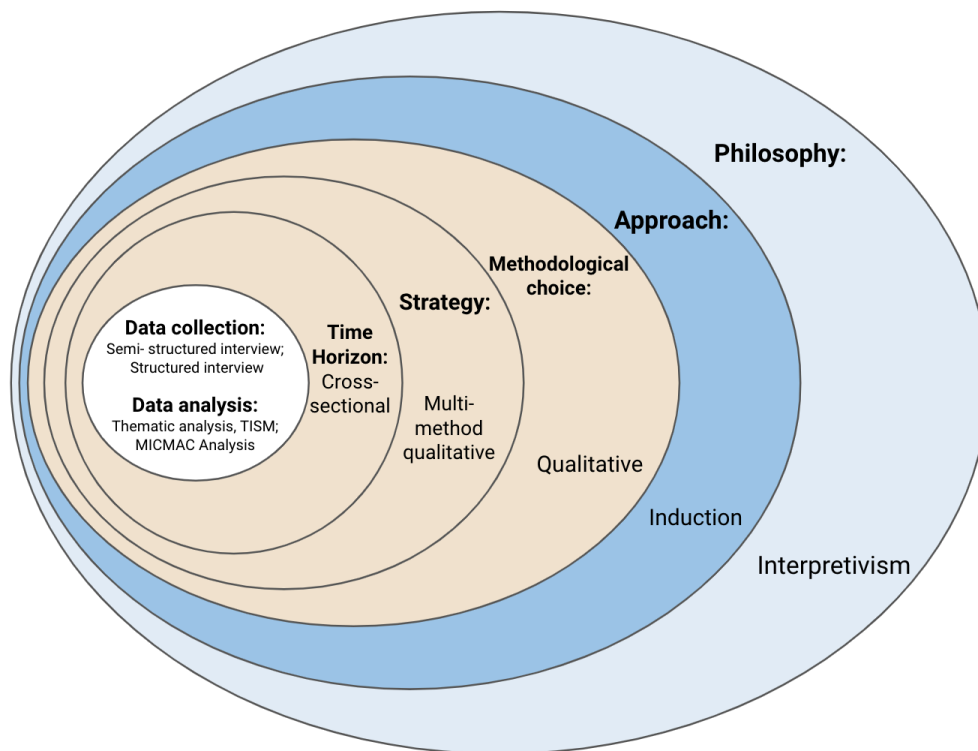 Philosophy:
Interpretivism
Approach:
Induction
Methodological
choice:
Qualitative
Strategy:
Multi-
method
qualitative
Time
Horizon:
Cross-
sectional
Data collection:
Semi- structured interview;
Structured interview
Data analysis:
Thematic analysis, TISM;
MICMAC Analysis